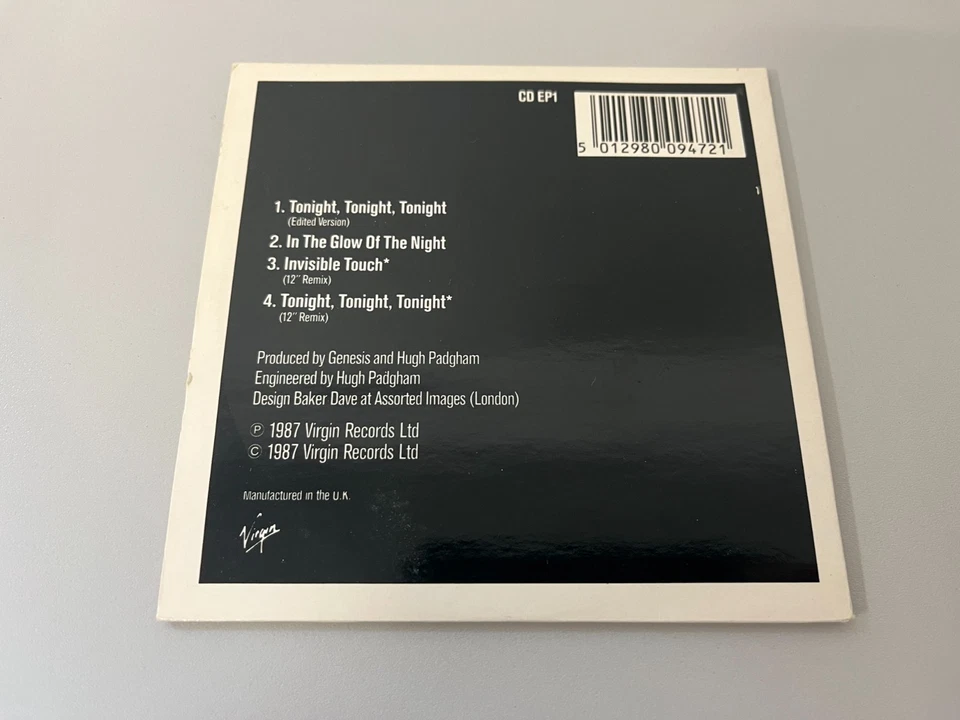 CD EP1
5 012980 094721
1
1. Tonight, Tonight, Tonight
(Edited Version)
2. In The Glow Of The Night
3. Invisible Touch*
(12" Remix)
4. Tonight, Tonight, Tonight*
(12" Remix)
Produced by Genesis and Hugh Padgham
Engineered by Hugh Padgham
Design Baker Dave at Assorted Images (London)
℗ 1987 Virgin Records Ltd
© 1987 Virgin Records Ltd
Manufactured in the U.K.
Virgin